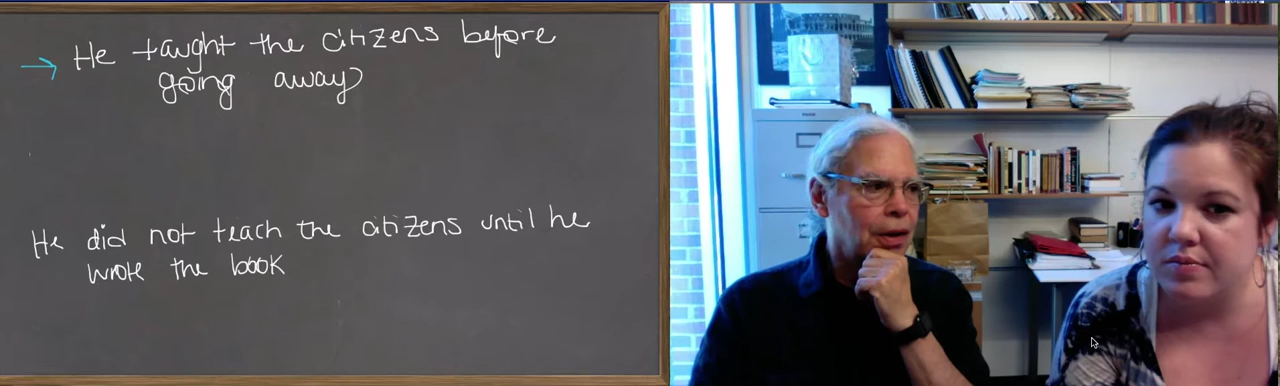 → He taught the citizens before
going away
He did not teach the citizens until he
wrote the book